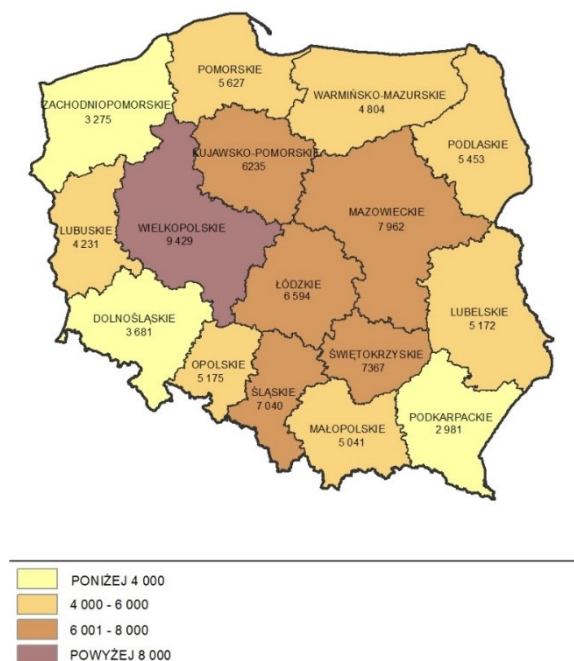 POMORSKIE
5 627
WARMIŃSKO-MAZURSKIE
4 804
ZACHODNIOPOMORSKIE
3 275
PODLASKIE
5 453
KUJAWSKO-POMORSKIE
6235
MAZOWIECKIE
7 962
WIELKOPOLSKIE
9 429
LUBUSKIE
4 231
ŁÓDZKIE
6 594
LUBELSKIE
5 172
DOLNOŚLĄSKIE
3 681
ŚWIĘTOKRZYSKIE
7367
OPOLSKIE
5 175
ŚLĄSKIE
7 040
PODKARPACKIE
2 981
MAŁOPOLSKIE
5 041
PONIŻEJ 4 000
4 000 - 6 000
6 001 - 8 000
POWYŻEJ 8 000